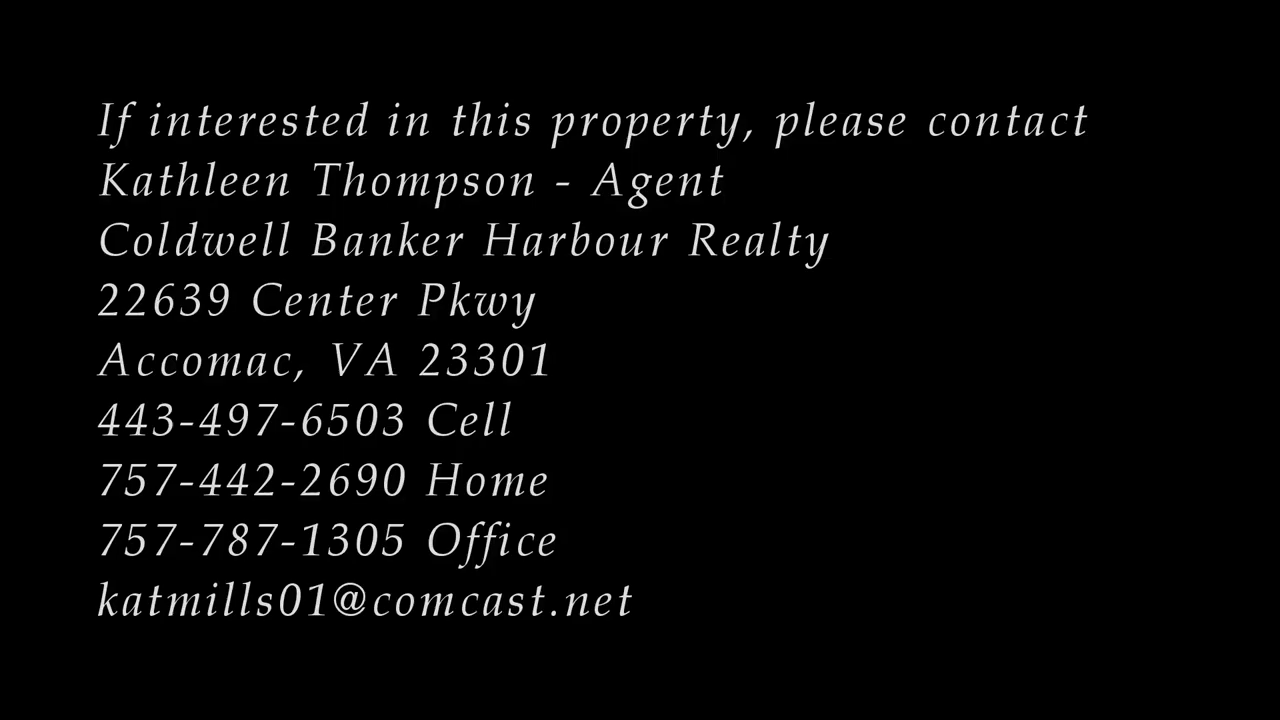 If interested in this property, please contact
Kathleen Thompson - Agent
Coldwell Banker Harbour Realty
22639 Center Pkwy
Accomac, VA 23301
443-497-6503 Cell
757-442-2690 Home
757-787-1305 Office
katmills01@comcast.net